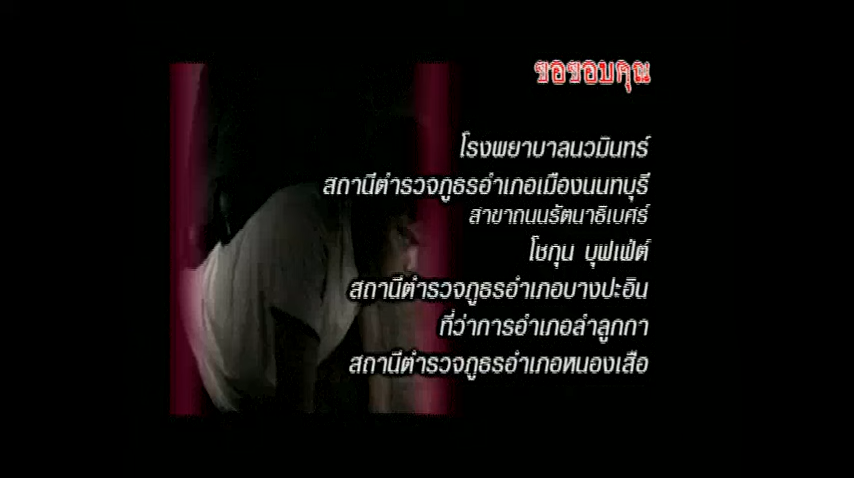 ขอขอบคุณ
โรงพยาบาลนวมินทร์
สถานีตำรวจภูธรอำเภอเมืองนนทบุรี
สาขาถนนรัตนาธิเบศร์
โชกุน บุฟเฟ่ต์
สถานีตำรวจภูธรอำเภอบางปะอิน
ที่ว่าการอำเภอลำลูกกา
สถานีตำรวจภูธรอำเภอหนองเสือ